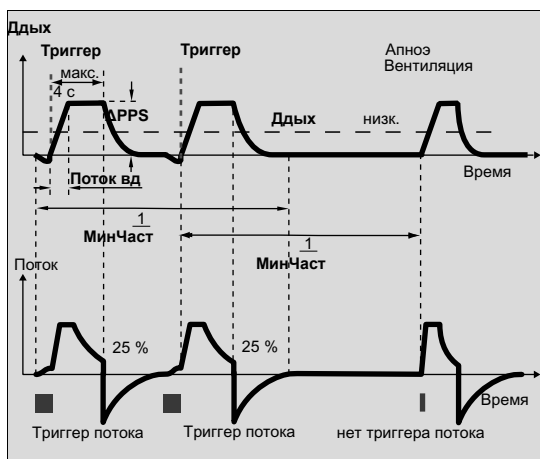 Ддых
Триггер Триггер Апноэ
Вентиляция
макс.
4 с
ΔPPS
Ддых низк.
Время
Поток вд
1
МинЧаст
1
МинЧаст
Поток
25 % 25 %
Время
Триггер потока Триггер потока нет триггера потока